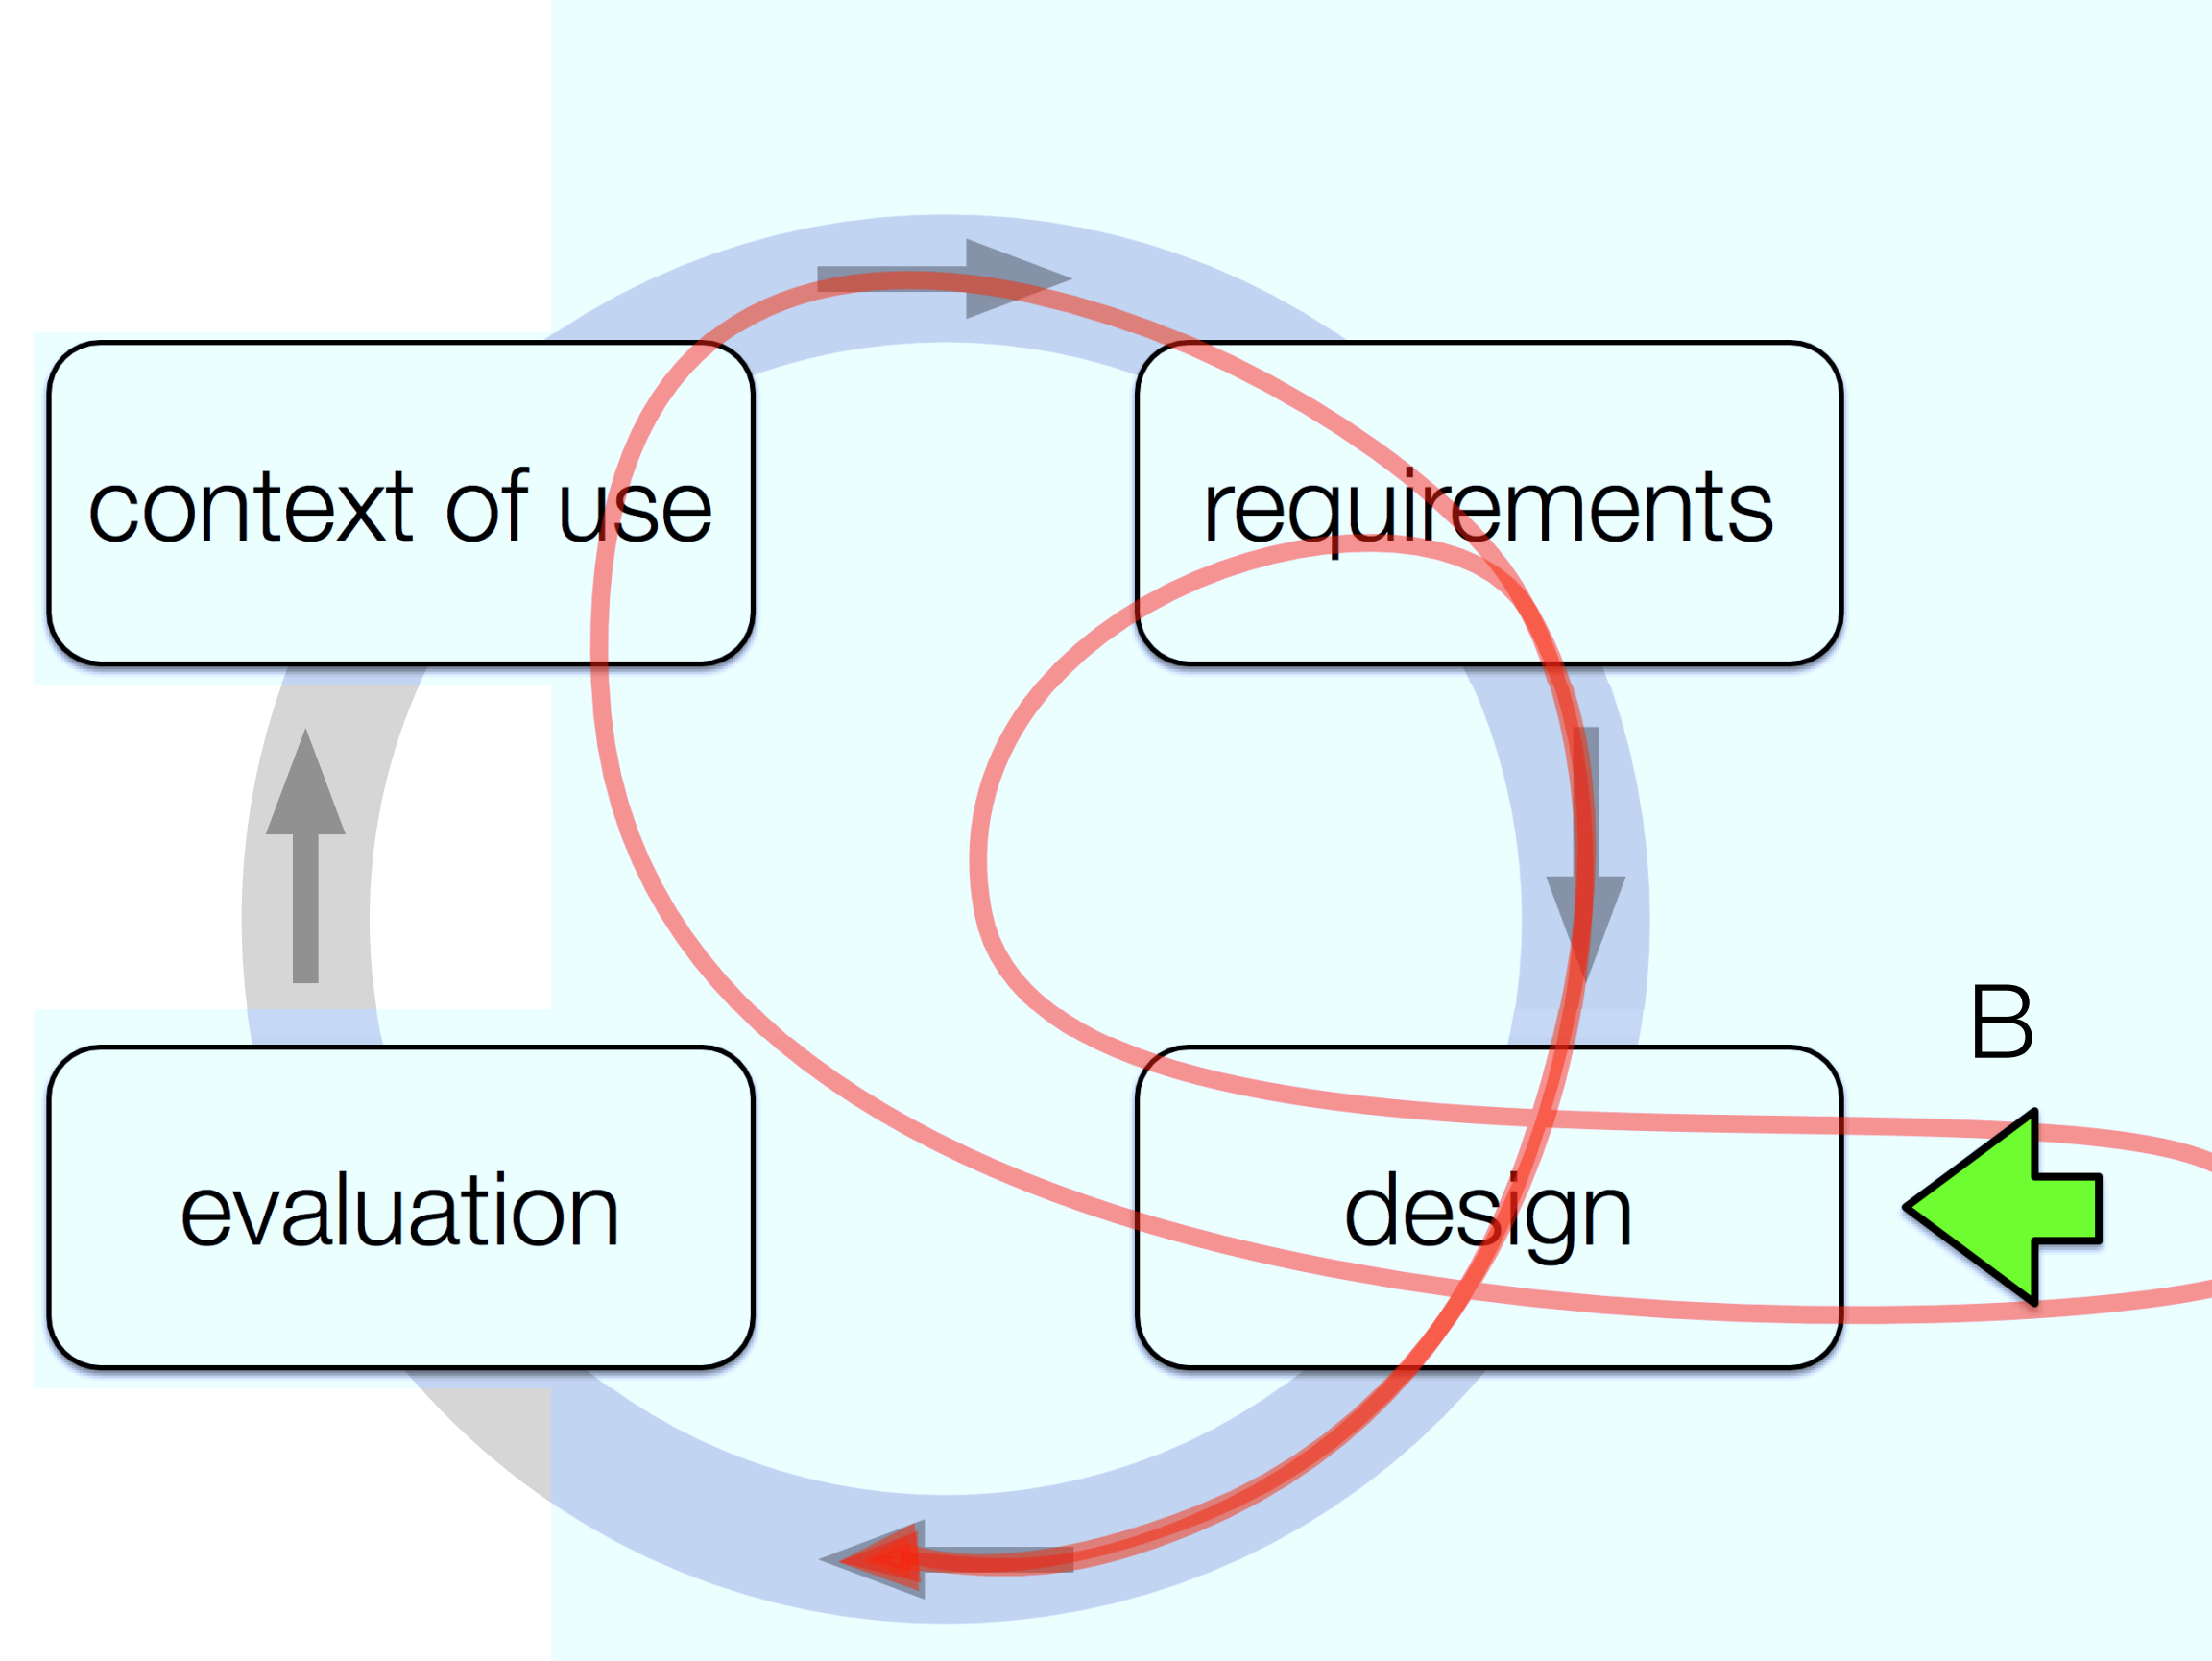 context of use
requirements
B
evaluation
design